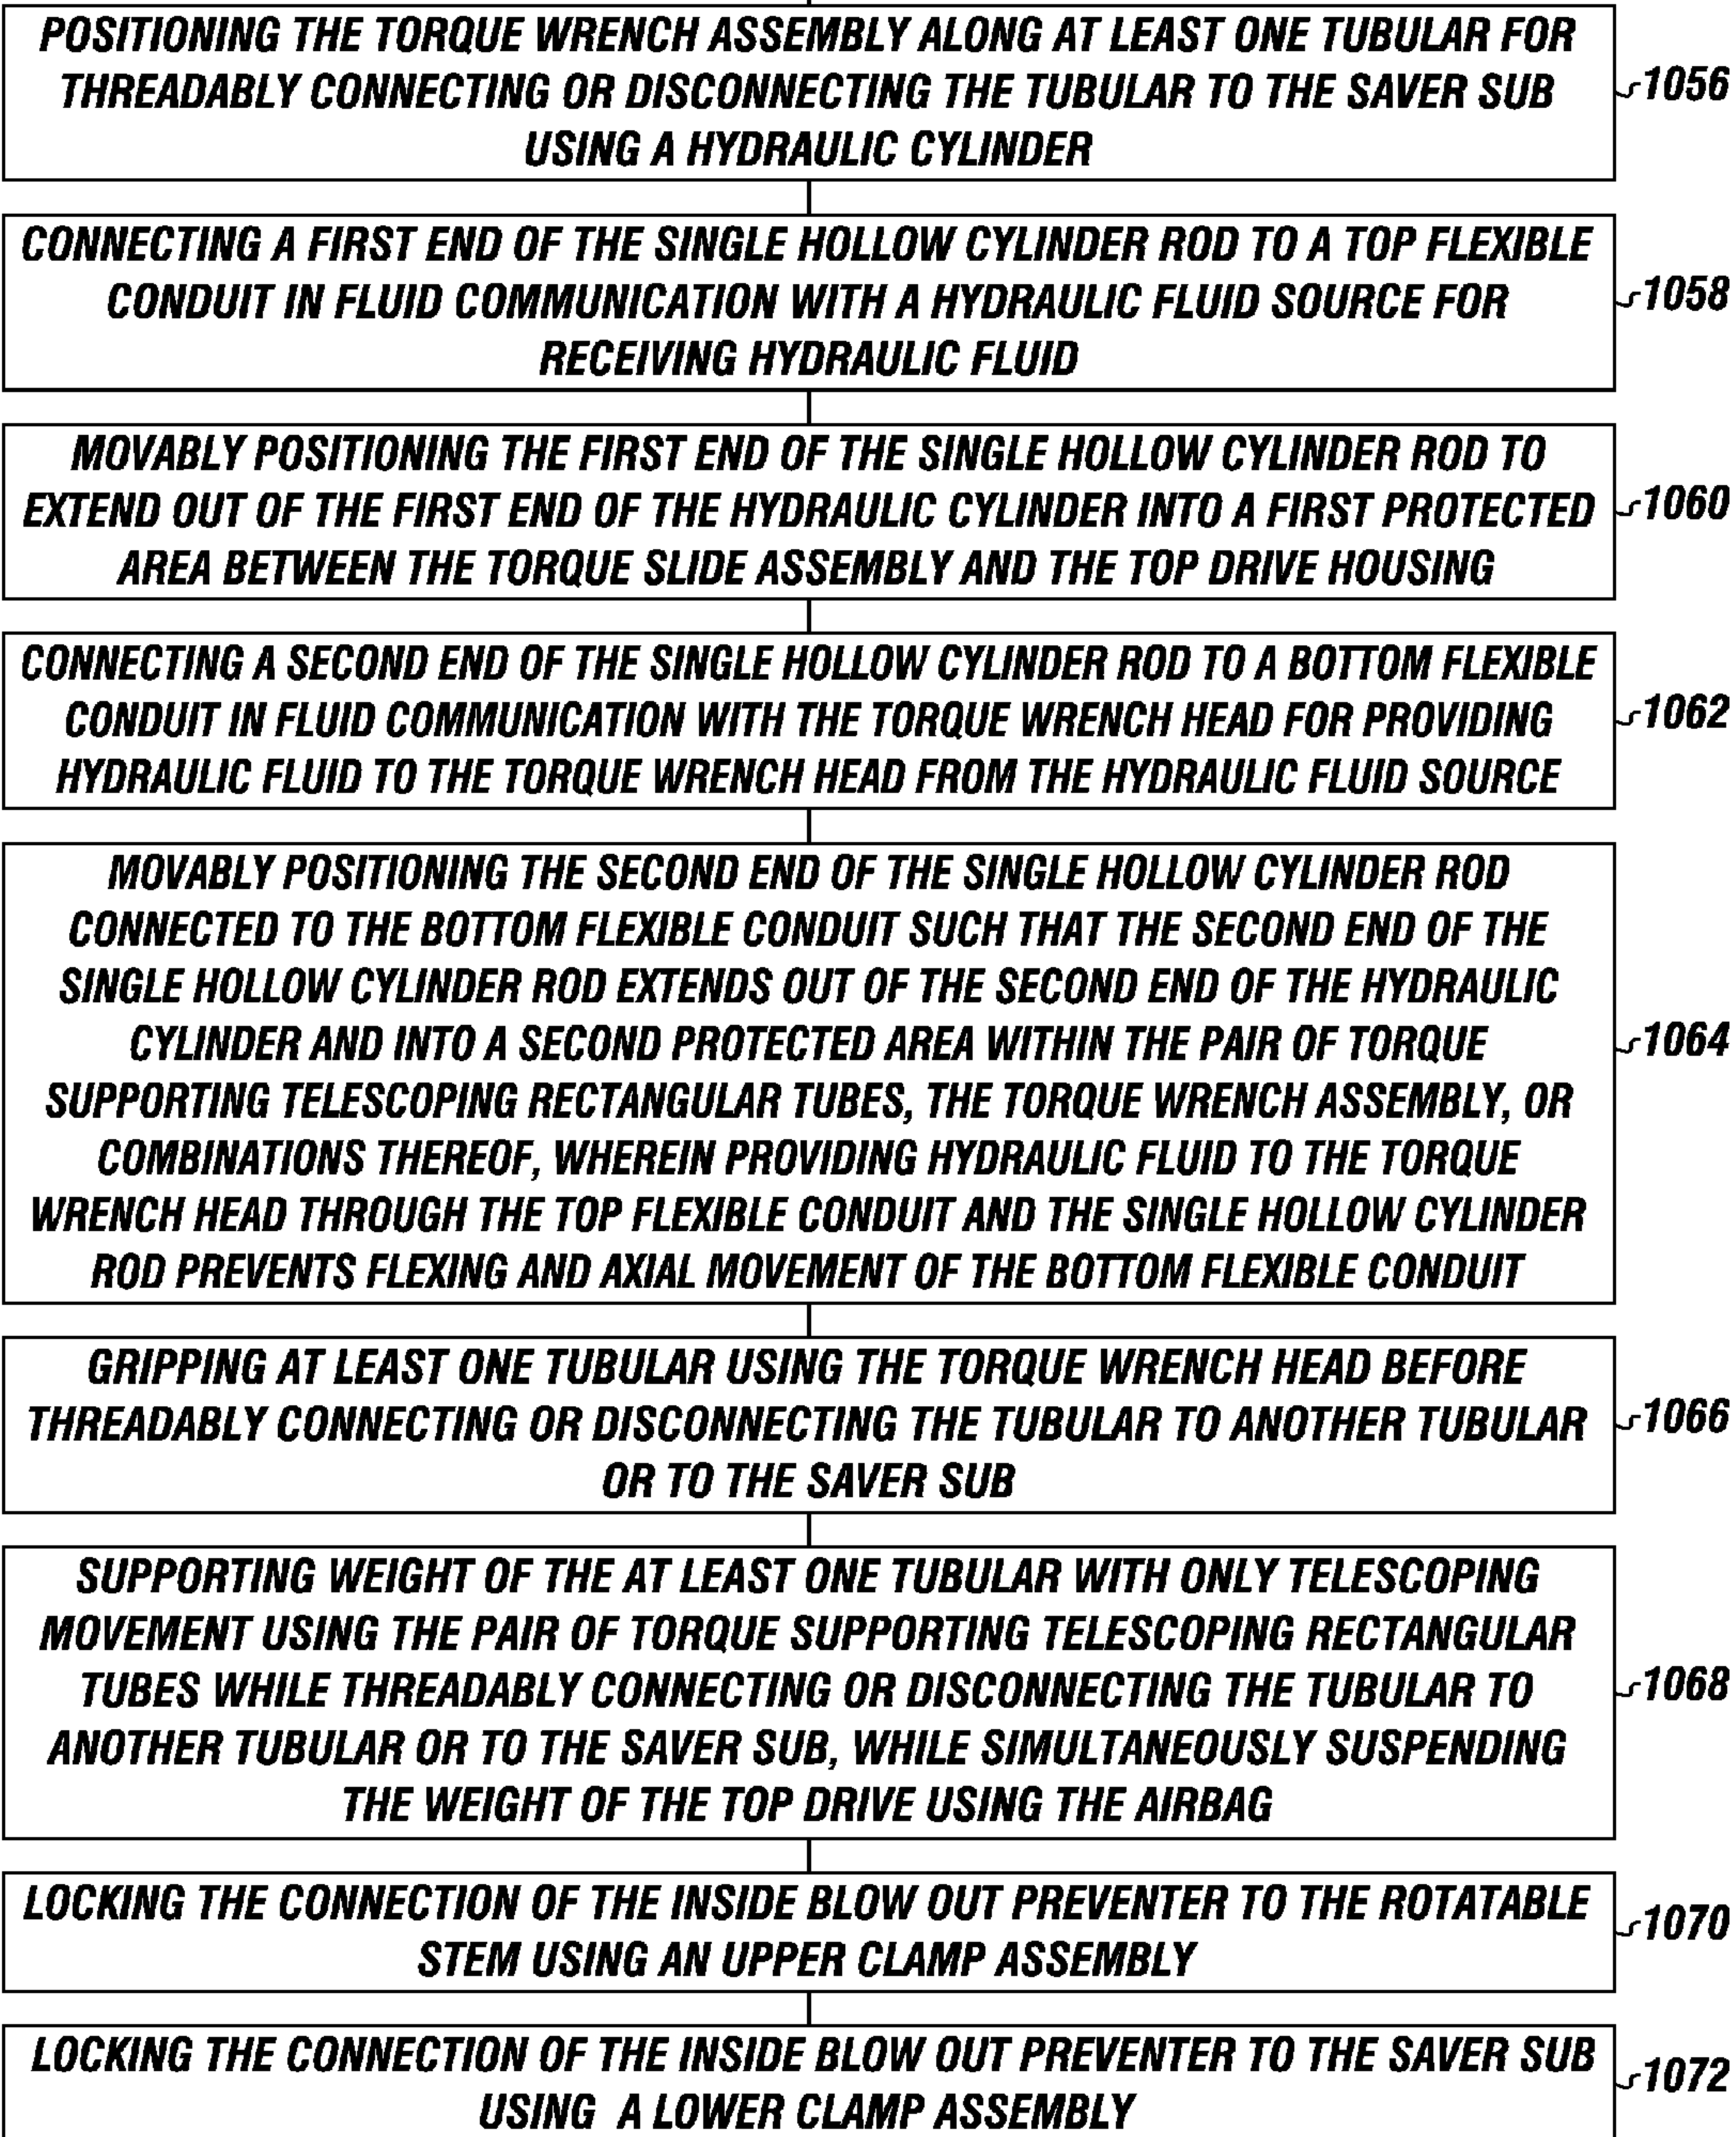 POSITIONING THE TORQUE WRENCH ASSEMBLY ALONG AT LEAST ONE TUBULAR FOR
THREADABLY CONNECTING OR DISCONNECTING THE TUBULAR TO THE SAVER SUB
USING A HYDRAULIC CYLINDER
1056
CONNECTING A FIRST END OF THE SINGLE HOLLOW CYLINDER ROD TO A TOP FLEXIBLE
CONDUIT IN FLUID COMMUNICATION WITH A HYDRAULIC FLUID SOURCE FOR
RECEIVING HYDRAULIC FLUID
1058
MOVABLY POSITIONING THE FIRST END OF THE SINGLE HOLLOW CYLINDER ROD TO
EXTEND OUT OF THE FIRST END OF THE HYDRAULIC CYLINDER INTO A FIRST PROTECTED
AREA BETWEEN THE TORQUE SLIDE ASSEMBLY AND THE TOP DRIVE HOUSING
1060
CONNECTING A SECOND END OF THE SINGLE HOLLOW CYLINDER ROD TO A BOTTOM FLEXIBLE
CONDUIT IN FLUID COMMUNICATION WITH THE TORQUE WRENCH HEAD FOR PROVIDING
HYDRAULIC FLUID TO THE TORQUE WRENCH HEAD FROM THE HYDRAULIC FLUID SOURCE
1062
MOVABLY POSITIONING THE SECOND END OF THE SINGLE HOLLOW CYLINDER ROD
CONNECTED TO THE BOTTOM FLEXIBLE CONDUIT SUCH THAT THE SECOND END OF THE
SINGLE HOLLOW CYLINDER ROD EXTENDS OUT OF THE SECOND END OF THE HYDRAULIC
CYLINDER AND INTO A SECOND PROTECTED AREA WITHIN THE PAIR OF TORQUE
SUPPORTING TELESCOPING RECTANGULAR TUBES, THE TORQUE WRENCH ASSEMBLY, OR
COMBINATIONS THEREOF, WHEREIN PROVIDING HYDRAULIC FLUID TO THE TORQUE
WRENCH HEAD THROUGH THE TOP FLEXIBLE CONDUIT AND THE SINGLE HOLLOW CYLINDER
ROD PREVENTS FLEXING AND AXIAL MOVEMENT OF THE BOTTOM FLEXIBLE CONDUIT
1064
GRIPPING AT LEAST ONE TUBULAR USING THE TORQUE WRENCH HEAD BEFORE
THREADABLY CONNECTING OR DISCONNECTING THE TUBULAR TO ANOTHER TUBULAR
OR TO THE SAVER SUB
1066
SUPPORTING WEIGHT OF THE AT LEAST ONE TUBULAR WITH ONLY TELESCOPING
MOVEMENT USING THE PAIR OF TORQUE SUPPORTING TELESCOPING RECTANGULAR
TUBES WHILE THREADABLY CONNECTING OR DISCONNECTING THE TUBULAR TO
ANOTHER TUBULAR OR TO THE SAVER SUB, WHILE SIMULTANEOUSLY SUSPENDING
THE WEIGHT OF THE TOP DRIVE USING THE AIRBAG
1068
LOCKING THE CONNECTION OF THE INSIDE BLOW OUT PREVENTER TO THE ROTATABLE
STEM USING AN UPPER CLAMP ASSEMBLY
1070
LOCKING THE CONNECTION OF THE INSIDE BLOW OUT PREVENTER TO THE SAVER SUB
USING A LOWER CLAMP ASSEMBLY
1072